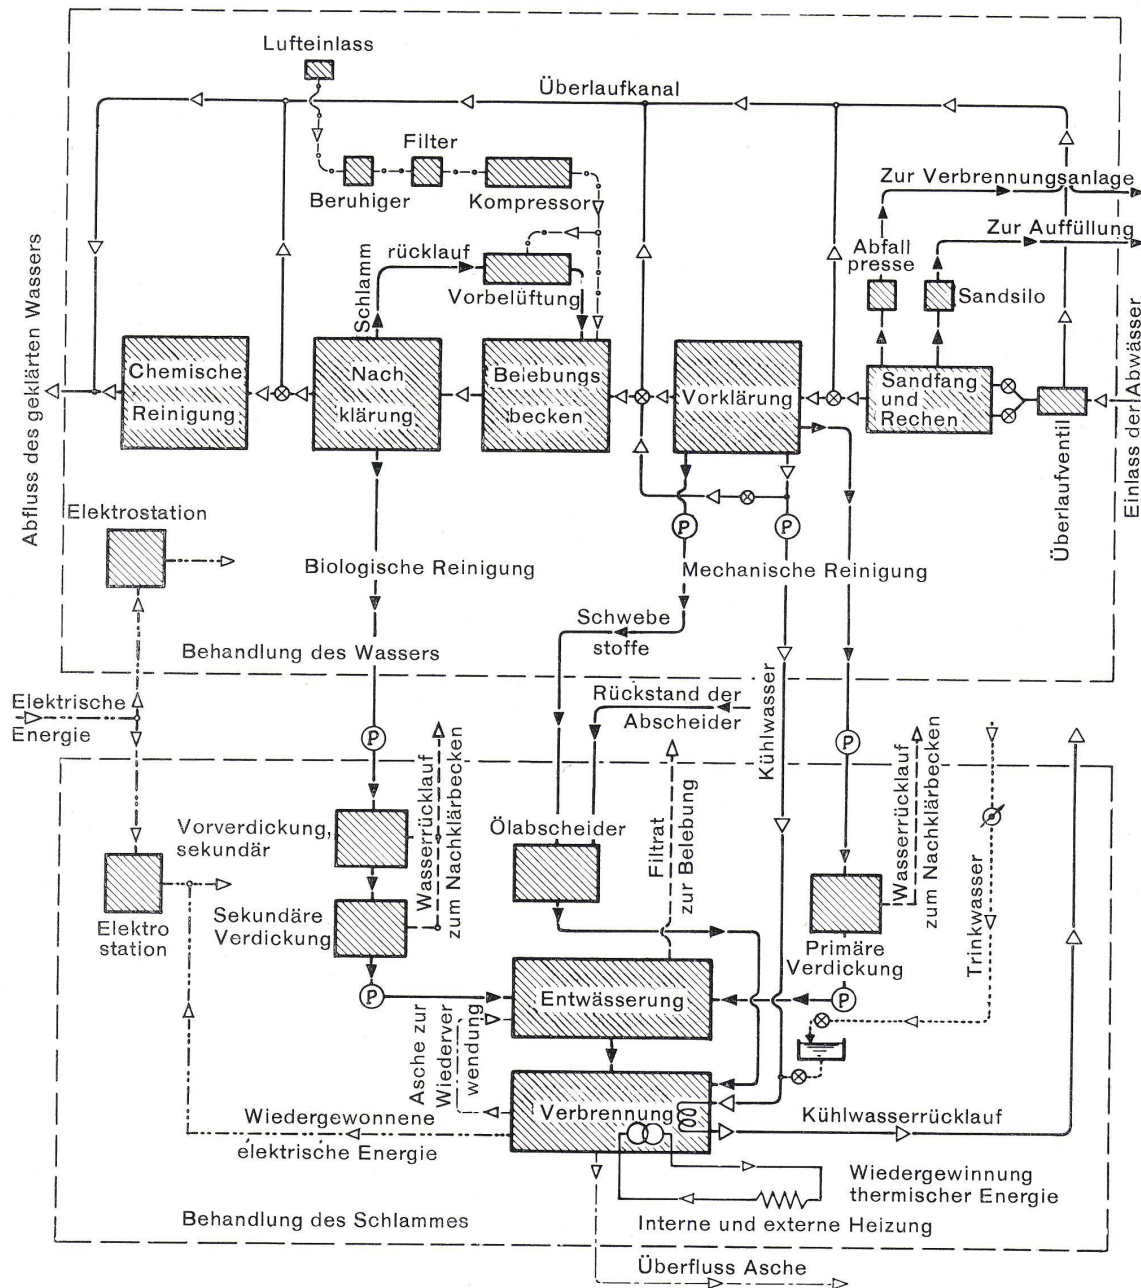 Lufteinlass
Überlaufkanal
Filter
Beruhiger
Kompressor
Zur Verbrennungsanlage
Zur Auffüllung
Abfall
presse
Sandsilo
Schlamm
rücklauf
Vorbelüftung
Abfluss des geklärten Wassers
Chemische
Reinigung
Nach
klärung
Belebungs
becken
Vorklärung
Sandfang
und
Rechen
Überlaufventil
Einlass der Abwässer
Elektrostation
P
P
Biologische Reinigung
Mechanische Reinigung
Schwebe
stoffe
Behandlung des Wassers
Elektrische
Energie
Rückstand der
Abscheider
Kühlwasser
P
P
Wasserrücklauf
zum Nachklärbecken
Wasserrücklauf
zum Nachklärbecken
Vorverdickung,
sekundär
Ölabscheider
Filtrat
zur Belebung
Trinkwasser
Elektro
station
Sekundäre
Verdickung
Primäre
Verdickung
P
Entwässerung
P
Asche zur
Wiederver
wendung
Verbrennung
Wiedergewonnene
elektrische Energie
Kühlwasserrücklauf
Wiedergewinnung
thermischer Energie
Interne und externe Heizung
Behandlung des Schlammes
Überfluss Asche